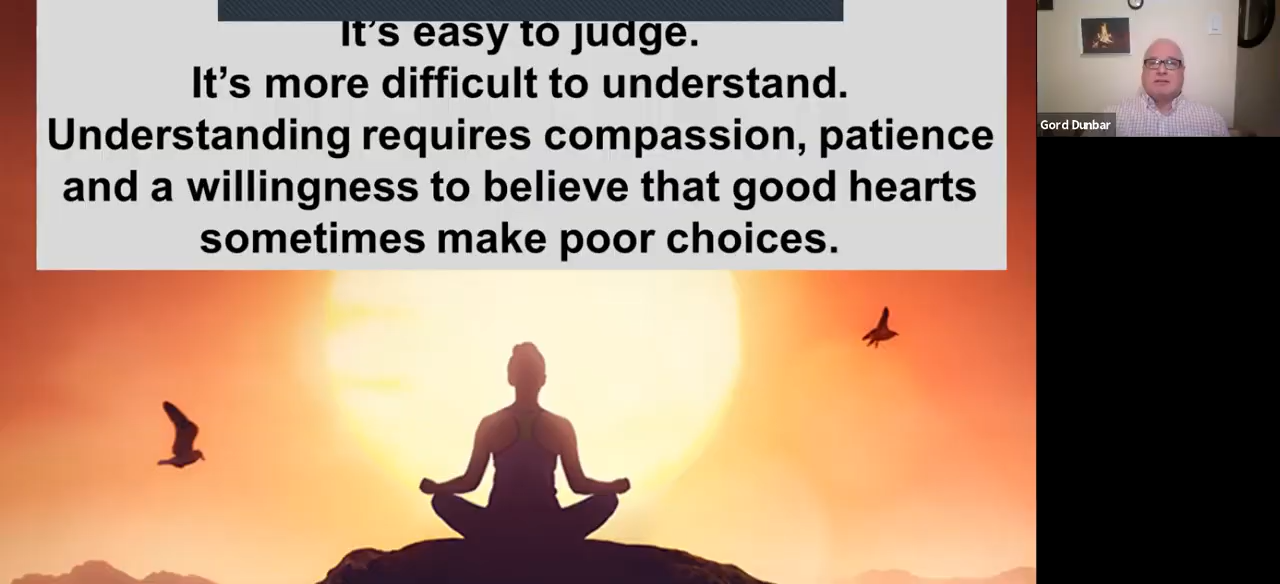 It's easy to judge.
It's more difficult to understand.
Understanding requires compassion, patience
and a willingness to believe that good hearts
sometimes make poor choices.
Gord Dunbar